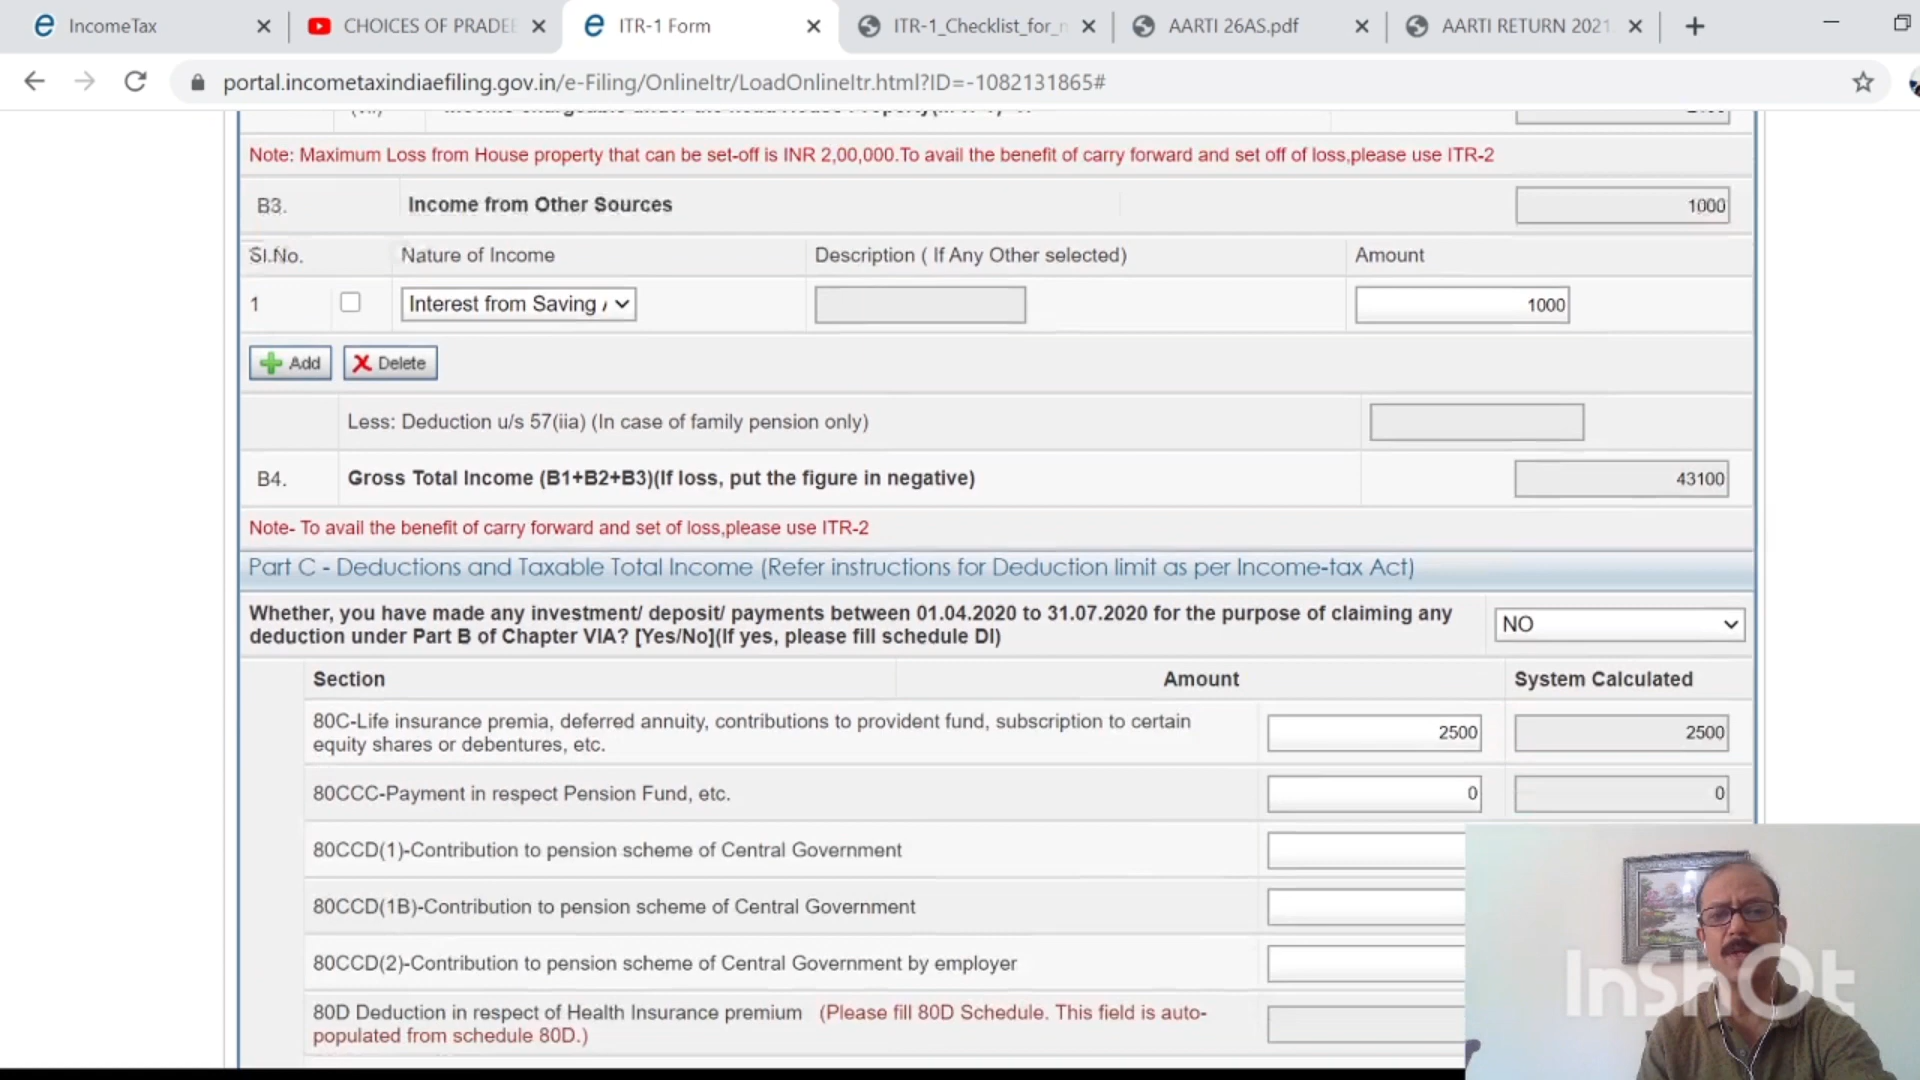 IncomeTax
CHOICES OF PRADEE
ITR-1 Form
ITR-1_Checklist_for_n
AARTI 26AS.pdf
AARTI RETURN 2021
portal.incometaxindiaefiling.gov.in/e-Filing/OnlineItr/LoadOnlineItr.html?ID=-1082131865#
Note: Maximum Loss from House property that can be set-off is INR 2,00,000.To avail the benefit of carry forward and set off of loss,please use ITR-2
B3. Income from Other Sources 1000
Sl.No. Nature of Income Description ( If Any Other selected) Amount
1 Interest from Saving 1000
Add Delete
Less: Deduction u/s 57(iia) (In case of family pension only)
B4. Gross Total Income (B1+B2+B3)(If loss, put the figure in negative) 43100
Note- To avail the benefit of carry forward and set of loss,please use ITR-2
Part C - Deductions and Taxable Total Income (Refer instructions for Deduction limit as per Income-tax Act)
Whether, you have made any investment/ deposit/ payments between 01.04.2020 to 31.07.2020 for the purpose of claiming any
deduction under Part B of Chapter VIA? [Yes/No](If yes, please fill schedule DI)
NO
Section Amount System Calculated
80C-Life insurance premia, deferred annuity, contributions to provident fund, subscription to certain
equity shares or debentures, etc.
2500 2500
80CCC-Payment in respect Pension Fund, etc. 0 0
80CCD(1)-Contribution to pension scheme of Central Government
80CCD(1B)-Contribution to pension scheme of Central Government
80CCD(2)-Contribution to pension scheme of Central Government by employer
80D Deduction in respect of Health Insurance premium (Please fill 80D Schedule. This field is auto-
populated from schedule 80D.)
InShOt